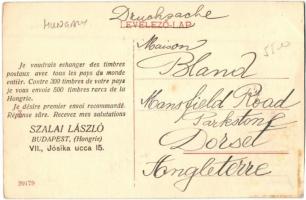 HUNGARY
Drucksache
LEVELEZŐ-LAP
Je voudrais echanger des timbres
postaux avec tous les pays du monde
entier. Contre 300 timbres de votre pays
je vous envoie 500 timbres rares de la
Hongrie.
Je désire premier envoi recommandé.
Réponse sûre. Recevez mes salutations
SZALAI LÁSZLÓ
BUDAPEST, (Hongrie)
VII., Jósika ucca 15.
Maison
Bland
Mansfield Road
Parkstone
Dorset
Angleterre